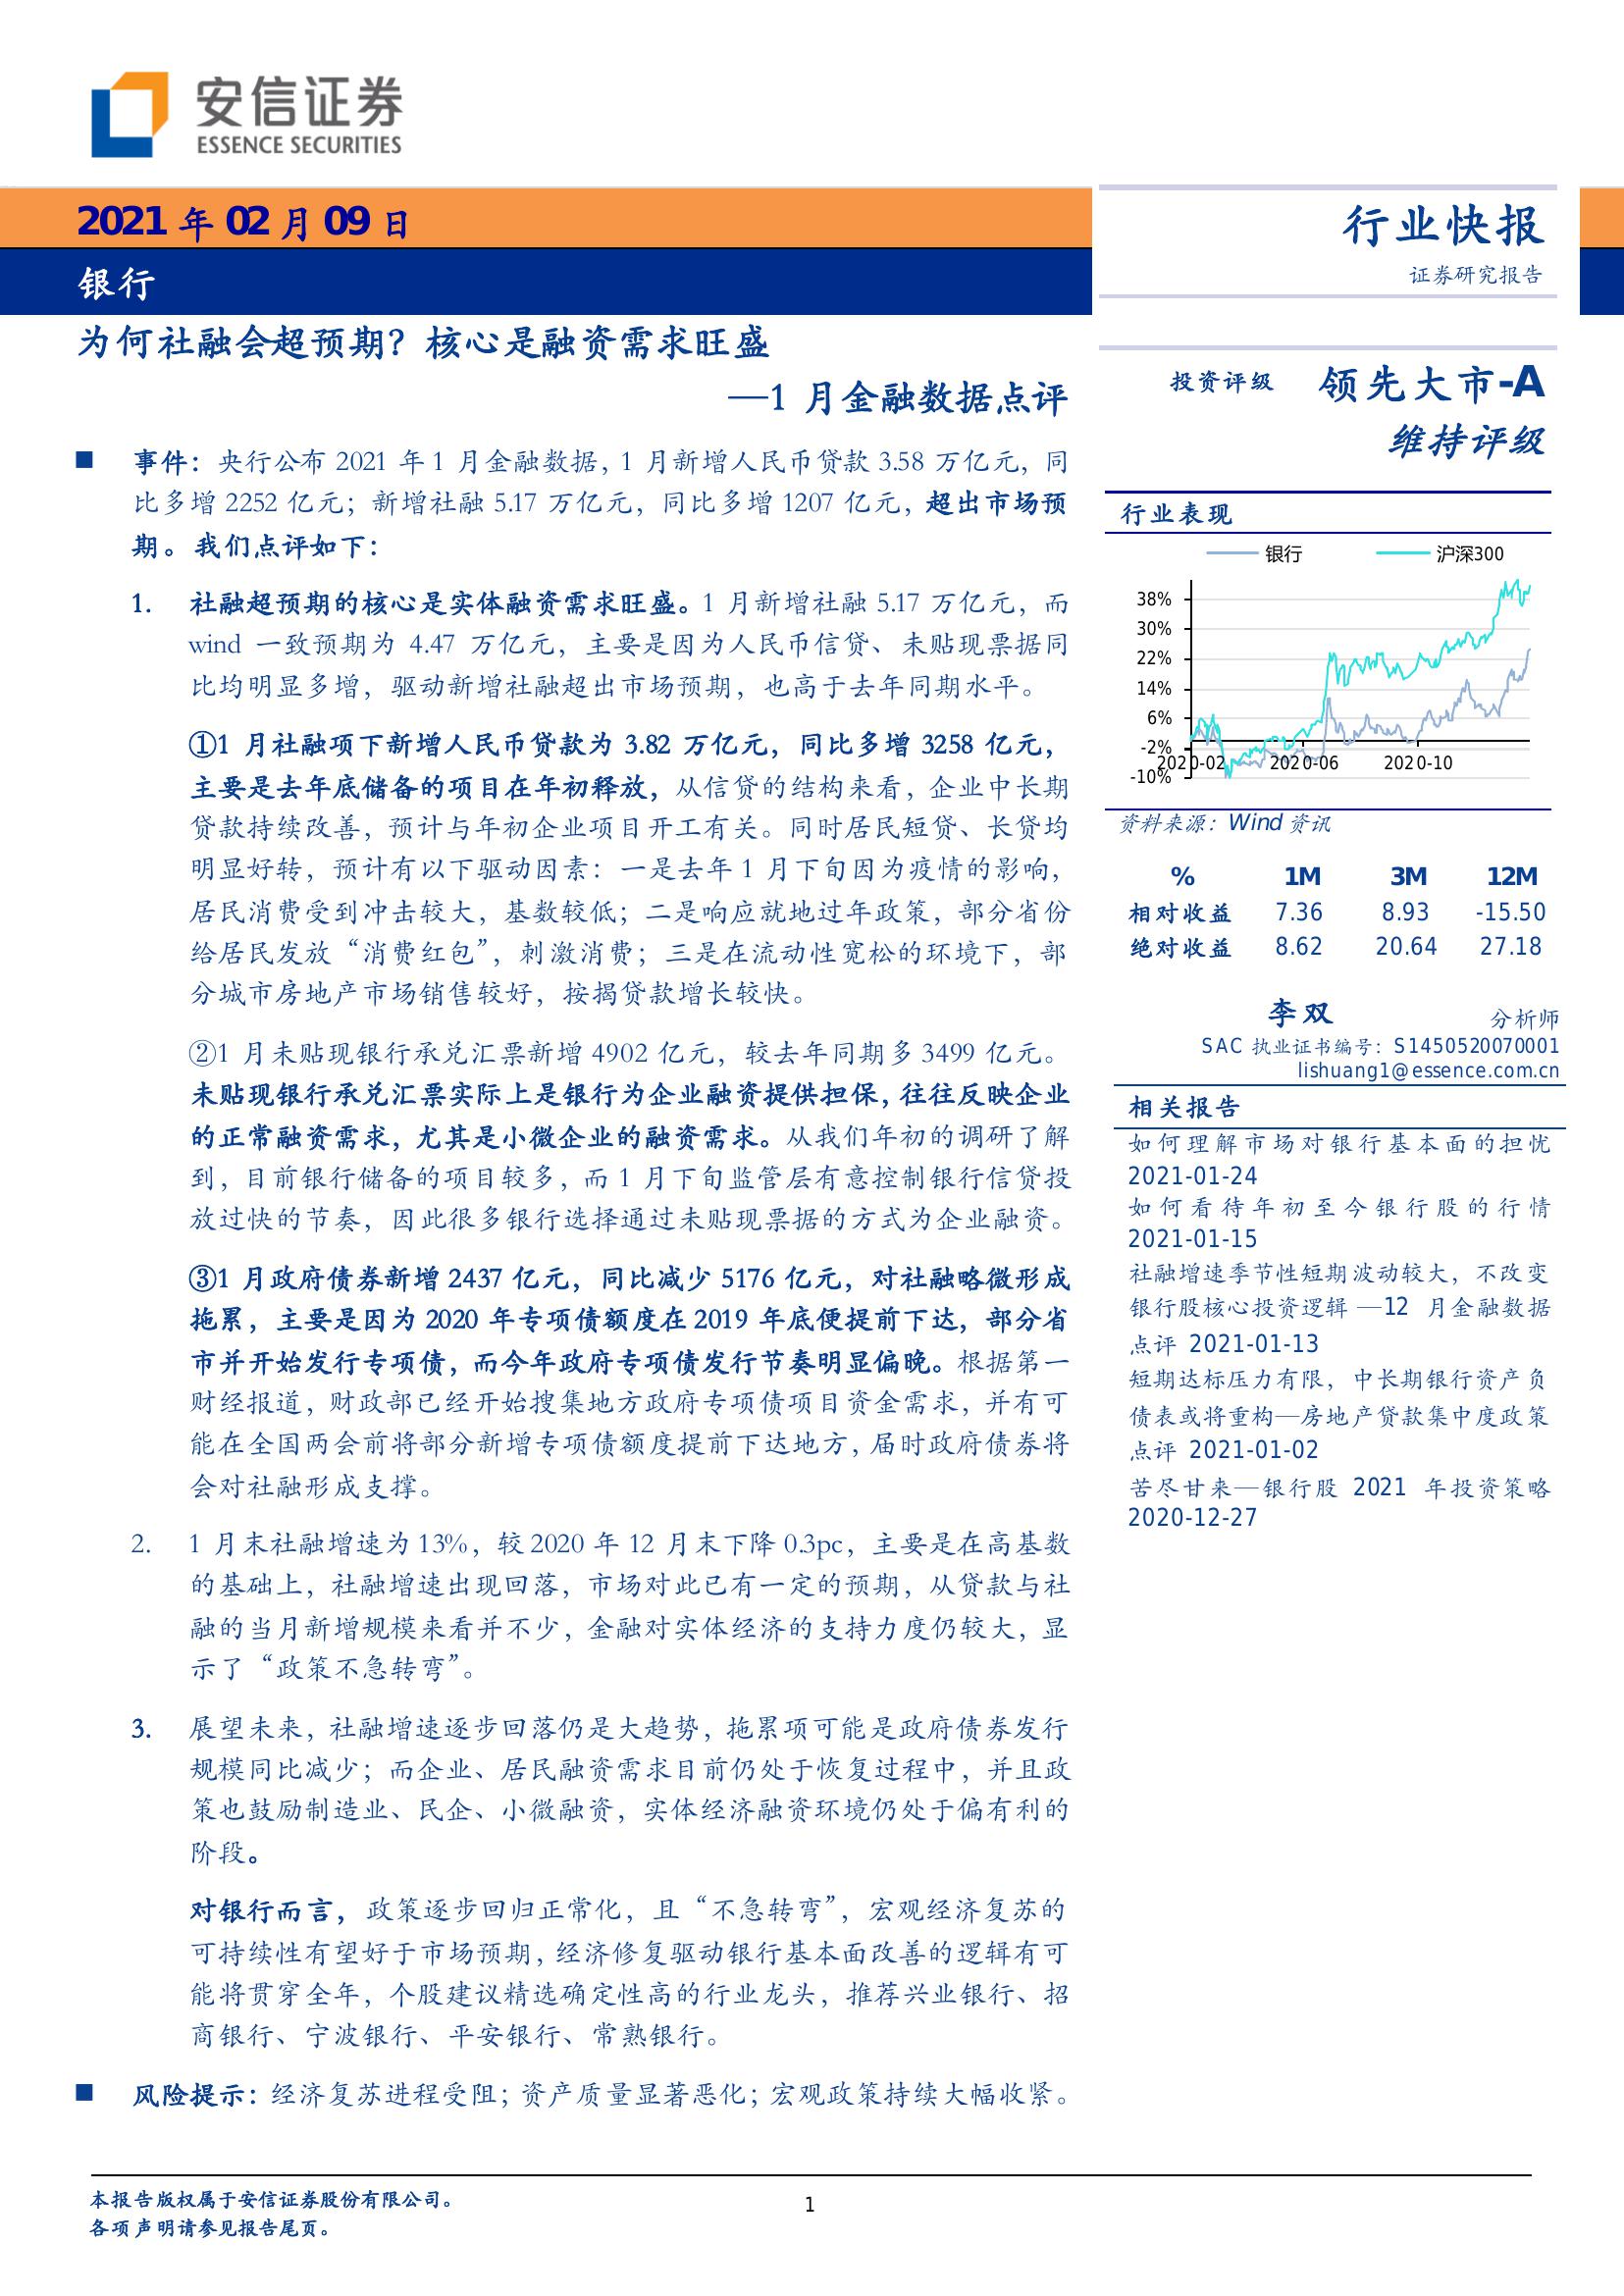 安信证券
ESSENCE SECURITIES
2021 年 02 月 09 日
银行
行业快报
证券研究报告
为何社融会超预期？核心是融资需求旺盛
—1 月金融数据点评
■ 事件：央行公布 2021 年 1 月金融数据，1 月新增人民币贷款 3.58 万亿元，同
比多增 2252 亿元；新增社融 5.17 万亿元，同比多增 1207 亿元，超出市场预
期。我们点评如下：
1. 社融超预期的核心是实体融资需求旺盛。1 月新增社融 5.17 万亿元，而
wind 一致预期为 4.47 万亿元，主要是因为人民币信贷、未贴现票据同
比均明显多增，驱动新增社融超出市场预期，也高于去年同期水平。
①1 月社融项下新增人民币贷款为 3.82 万亿元，同比多增 3258 亿元，
主要是去年底储备的项目在年初释放，从信贷的结构来看，企业中长期
贷款持续改善，预计与年初企业项目开工有关。同时居民短贷、长贷均
明显好转，预计有以下驱动因素：一是去年 1 月下旬因为疫情的影响，
居民消费受到冲击较大，基数较低；二是响应就地过年政策，部分省份
给居民发放“消费红包”，刺激消费；三是在流动性宽松的环境下，部
分城市房地产市场销售较好，按揭贷款增长较快。
②1 月未贴现银行承兑汇票新增 4902 亿元，较去年同期多 3499 亿元。
未贴现银行承兑汇票实际上是银行为企业融资提供担保，往往反映企业
的正常融资需求，尤其是小微企业的融资需求。从我们年初的调研了解
到，目前银行储备的项目较多，而 1 月下旬监管层有意控制银行信贷投
放过快的节奏，因此很多银行选择通过未贴现票据的方式为企业融资。
③1 月政府债券新增 2437 亿元，同比减少 5176 亿元，对社融略微形成
拖累，主要是因为 2020 年专项债额度在 2019 年底便提前下达，部分省
市并开始发行专项债，而今年政府专项债发行节奏明显偏晚。根据第一
财经报道，财政部已经开始搜集地方政府专项债项目资金需求，并有可
能在全国两会前将部分新增专项债额度提前下达地方，届时政府债券将
会对社融形成支撑。
2. 1 月末社融增速为 13%，较 2020 年 12 月末下降 0.3pc，主要是在高基数
的基础上，社融增速出现回落，市场对此已有一定的预期，从贷款与社
融的当月新增规模来看并不少，金融对实体经济的支持力度仍较大，显
示了“政策不急转弯”。
3. 展望未来，社融增速逐步回落仍是大趋势，拖累项可能是政府债券发行
规模同比减少；而企业、居民融资需求目前仍处于恢复过程中，并且政
策也鼓励制造业、民企、小微融资，实体经济融资环境仍处于偏有利的
阶段。
对银行而言，政策逐步回归正常化，且“不急转弯”，宏观经济复苏的
可持续性有望好于市场预期，经济修复驱动银行基本面改善的逻辑有可
能将贯穿全年，个股建议精选确定性高的行业龙头，推荐兴业银行、招
商银行、宁波银行、平安银行、常熟银行。
■ 风险提示：经济复苏进程受阻；资产质量显著恶化；宏观政策持续大幅收紧。
投资评级 领先大市-A
维持评级
行业表现
银行 沪深300
38%
30%
22%
14%
6%
-2%
2020-02 2020-06 2020-10
-10%
资料来源：Wind 资讯
% 1M 3M 12M
相对收益 7.36 8.93 -15.50
绝对收益 8.62 20.64 27.18
李双 分析师
SAC 执业证书编号：S1450520070001
lishuang1@essence.com.cn
相关报告
如何理解市场对银行基本面的担忧
2021-01-24
如何看待年初至今银行股的行情
2021-01-15
社融增速季节性短期波动较大，不改变
银行股核心投资逻辑 —12 月金融数据
点评 2021-01-13
短期达标压力有限，中长期银行资产负
债表或将重构—房地产贷款集中度政策
点评 2021-01-02
苦尽甘来—银行股 2021 年投资策略
2020-12-27
本报告版权属于安信证券股份有限公司。
各项声明请参见报告尾页。
1